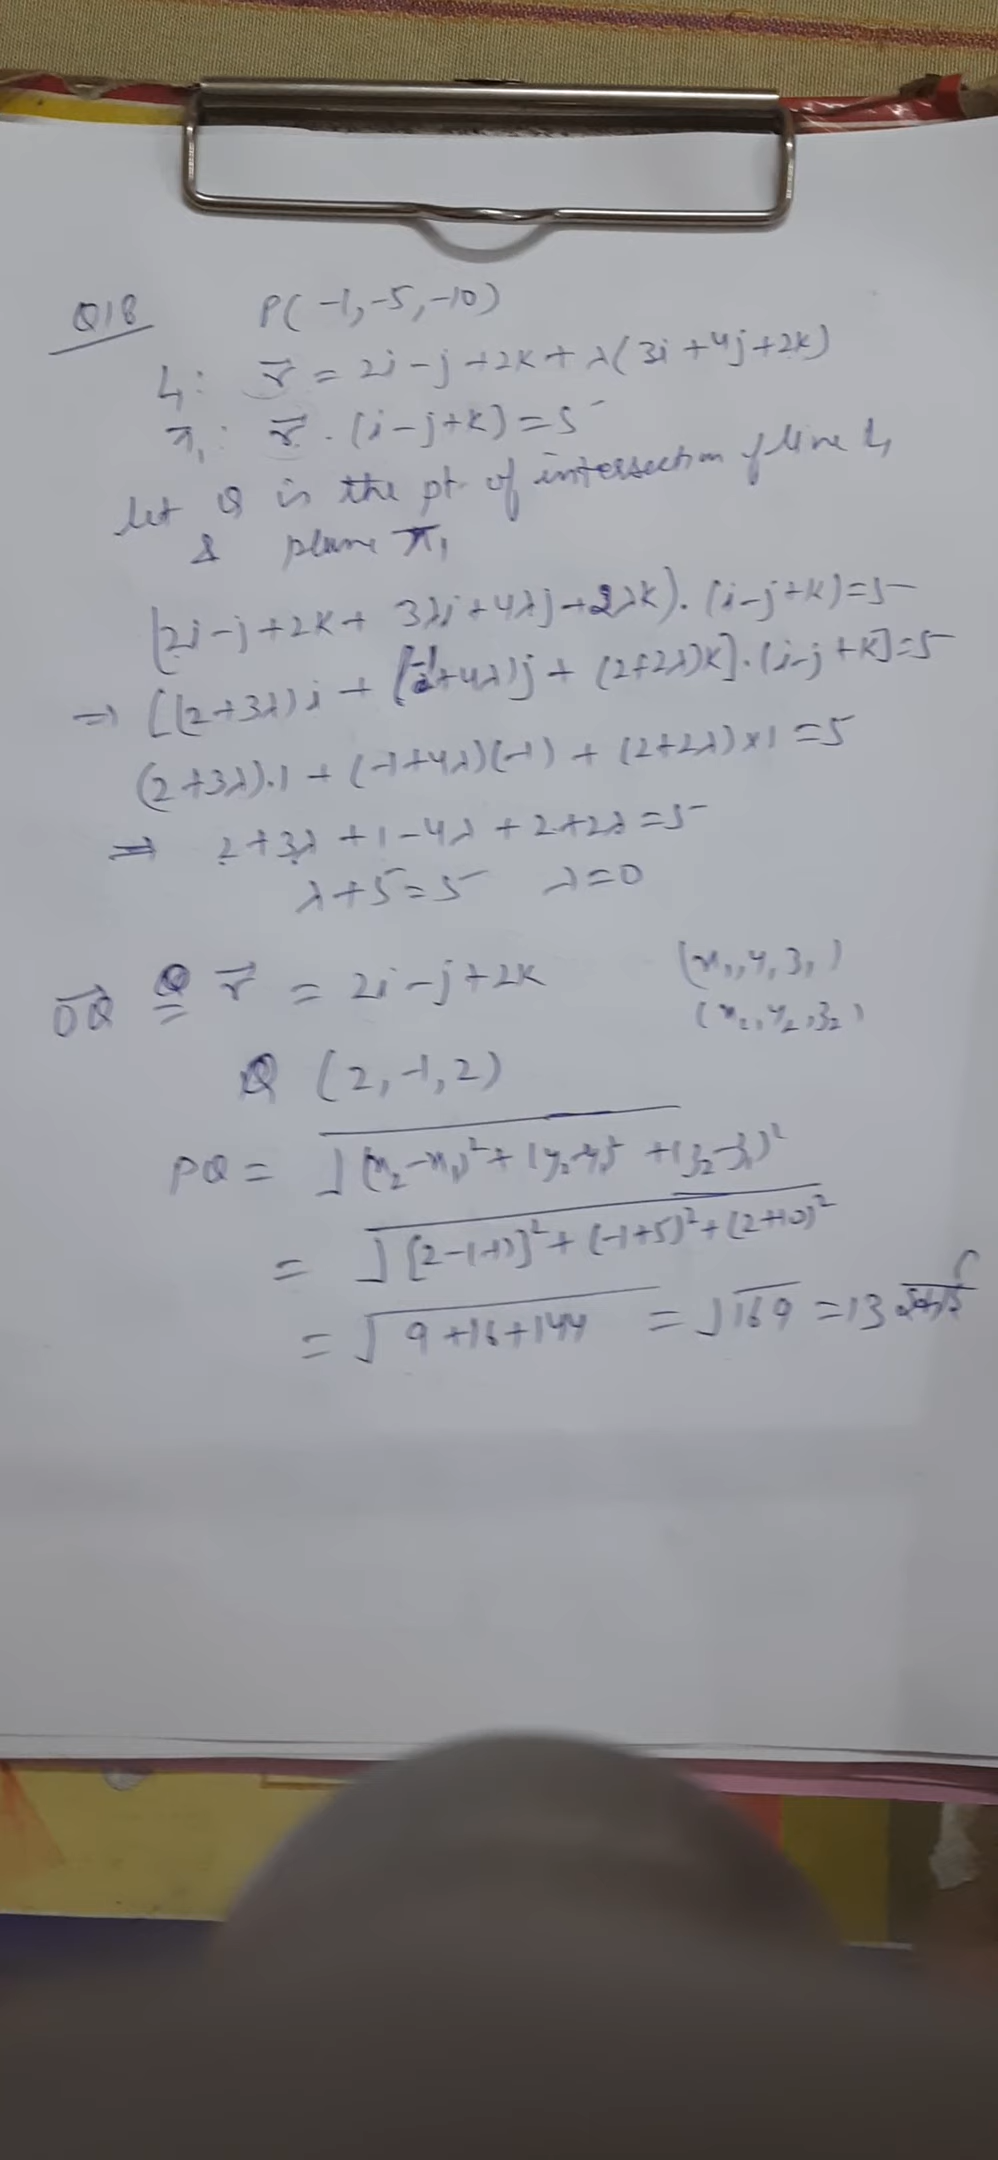 Q18 P(-1,-5,-10)
L₁: r⃗ = 2i-j+2k+λ(3i+4j+2k)
π₁: r⃗.(i-j+k)=5
let Q is the pt. of intersection of line L₁
& plane π₁
(2i-j+2k+ 3λi+4λj+2λk).(i-j+k)=5
⇒ [(2+3λ)i + (-1+4λ)j + (2+2λ)k].(i-j+k]=5
(2+3λ).1 + (-1+4λ)(-1) + (2+2λ)×1=5
⇒ 2+3λ+1-4λ+2+2λ=5
λ+5=5 λ=0
OQ⃗ Q r⃗ = 2i-j+2k (x₁,y₁,z₁)
(x₂,y₂,z₂)
Q (2,-1,2)
PQ = √(x₂-x₁)²+(y₂-y₁)²+(z₂-z₁)²
= √[2-(-1)]²+(-1+5)²+(2+10)²
= √9+16+144 = √169 =13